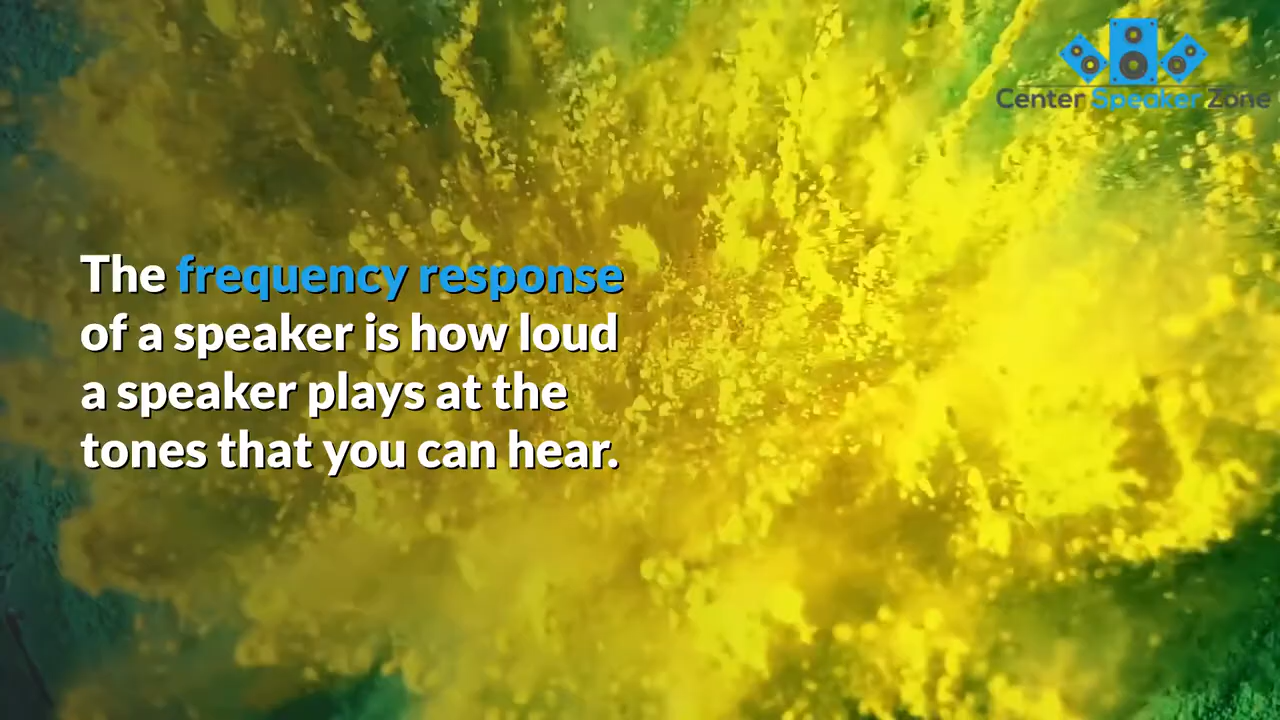 Center Speaker Zone
The frequency response
of a speaker is how loud
a speaker plays at the
tones that you can hear.